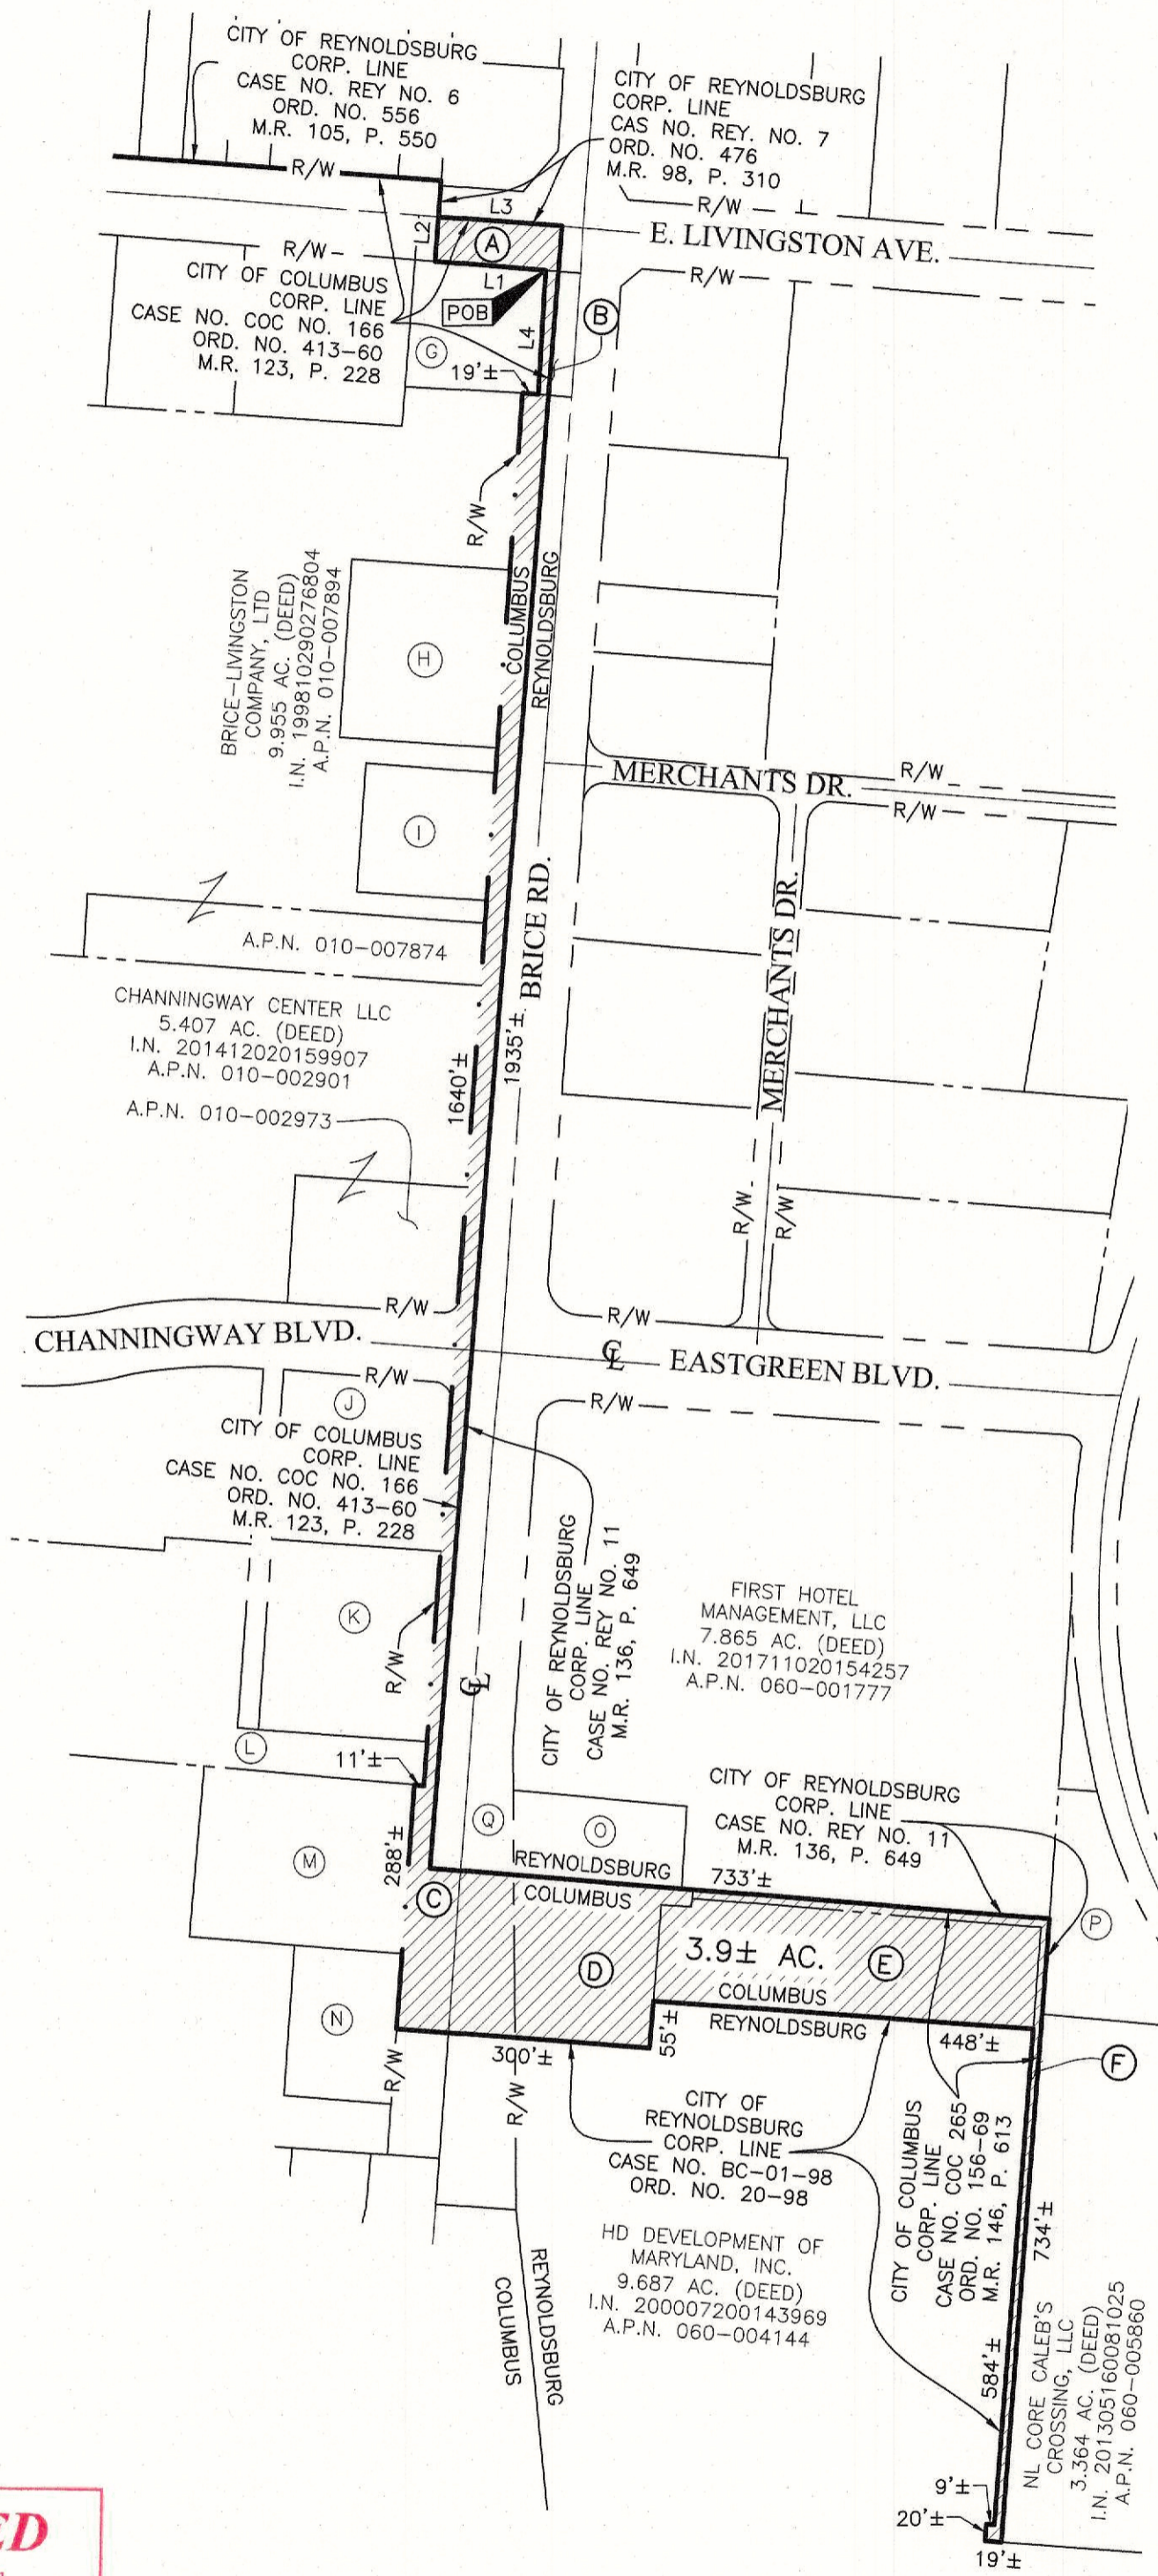 CITY OF REYNOLDSBURG
CORP. LINE
CASE NO. REY NO. 6
ORD. NO. 556
M.R. 105, P. 550
CITY OF REYNOLDSBURG
CORP. LINE
CAS NO. REY. NO. 7
ORD. NO. 476
M.R. 98, P. 310
R/W
R/W
L3
L2
A
E. LIVINGSTON AVE.
R/W
R/W
L1
POB
L4
B
CITY OF COLUMBUS
CORP. LINE
CASE NO. COC NO. 166
ORD. NO. 413-60
M.R. 123, P. 228
G
19'±
R/W
COLUMBUS
REYNOLDSBURG
BRICE-LIVINGSTON
COMPANY, LTD
9.955 AC. (DEED)
I.N. 199810290276804
A.P.N. 010-007894
H
MERCHANTS DR.
R/W
R/W
I
BRICE RD.
MERCHANTS DR.
A.P.N. 010-007874
CHANNINGWAY CENTER LLC
5.407 AC. (DEED)
I.N. 201412020159907
A.P.N. 010-002901
A.P.N. 010-002973
1640'±
1935'±
R/W
R/W
R/W
R/W
CHANNINGWAY BLVD.
CL
EASTGREEN BLVD.
R/W
R/W
J
CITY OF COLUMBUS
CORP. LINE
CASE NO. COC NO. 166
ORD. NO. 413-60
M.R. 123, P. 228
CITY OF REYNOLDSBURG
CORP. LINE
CASE NO. REY NO. 11
M.R. 136, P. 649
FIRST HOTEL
MANAGEMENT, LLC
7.865 AC. (DEED)
I.N. 201711020154257
A.P.N. 060-001777
K
R/W
CL
L
11'±
CITY OF REYNOLDSBURG
CORP. LINE
CASE NO. REY NO. 11
M.R. 136, P. 649
Q
O
M
288'±
REYNOLDSBURG
COLUMBUS
733'±
C
P
D
3.9± AC.
E
COLUMBUS
REYNOLDSBURG
N
55'±
448'±
300'±
R/W
R/W
F
CITY OF
REYNOLDSBURG
CORP. LINE
CASE NO. BC-01-98
ORD. NO. 20-98
CITY OF COLUMBUS
CORP. LINE
CASE NO. COC 265
ORD. NO. 156-69
M.R. 146, P. 613
734'±
HD DEVELOPMENT OF
MARYLAND, INC.
9.687 AC. (DEED)
I.N. 200007200143969
A.P.N. 060-004144
COLUMBUS
REYNOLDSBURG
584'±
NL CORE CALEB'S
CROSSING, LLC
3.364 AC. (DEED)
I.N. 201305160081025
A.P.N. 060-005860
9'±
20'±
19'±
ED